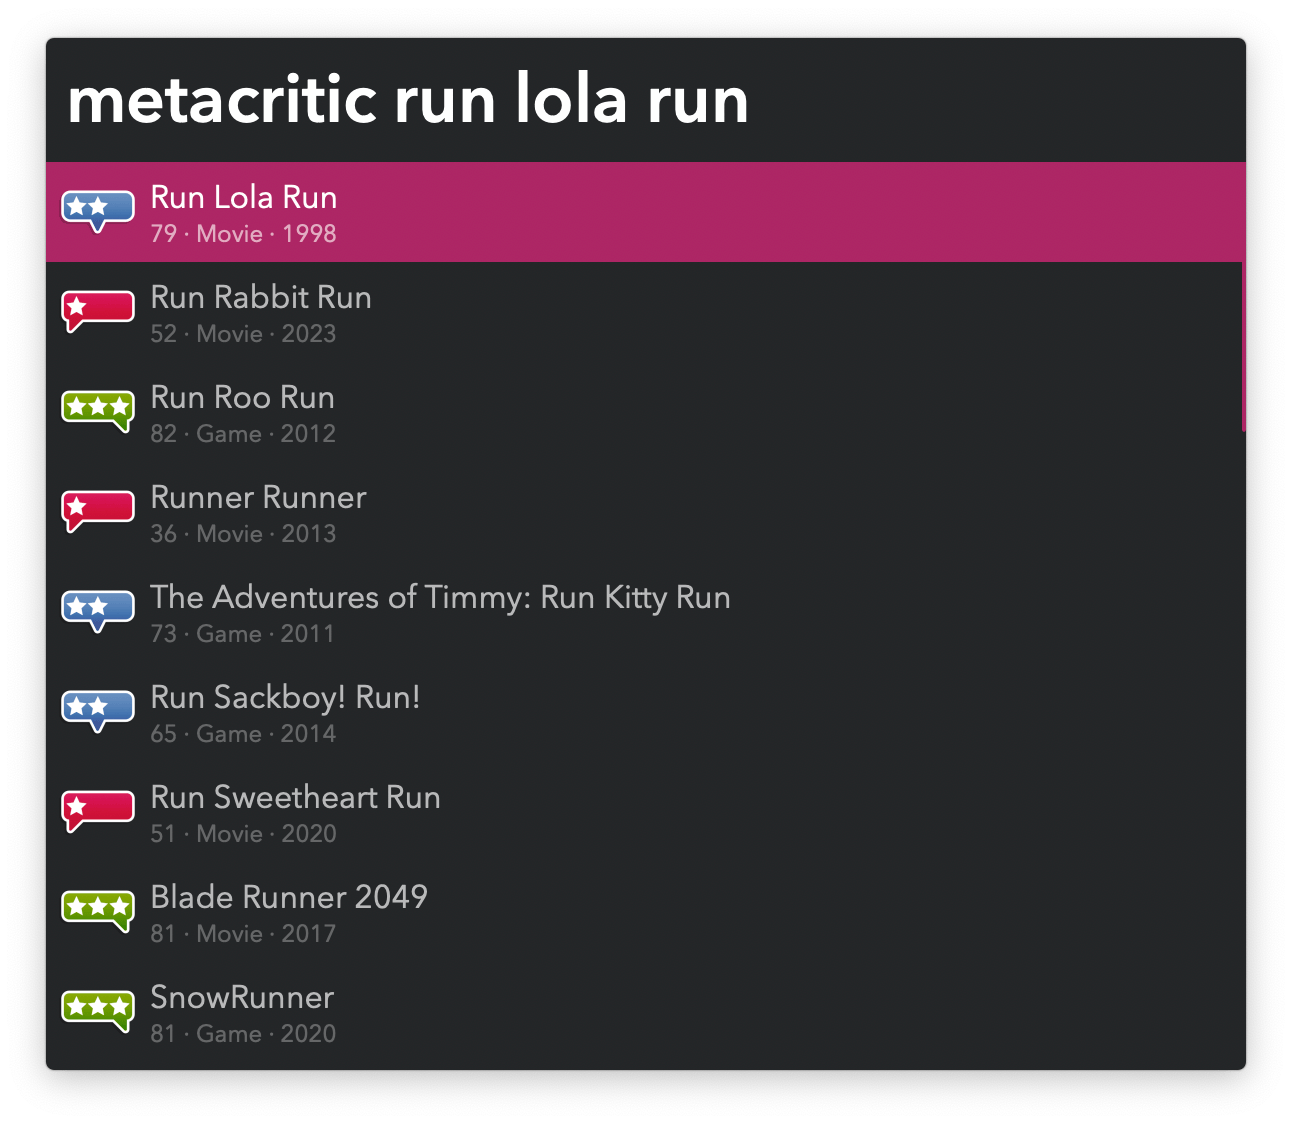 metacritic run lola run
Run Lola Run
79 · Movie · 1998
Run Rabbit Run
52 · Movie · 2023
Run Roo Run
82 · Game · 2012
Runner Runner
36 · Movie · 2013
The Adventures of Timmy: Run Kitty Run
73 · Game · 2011
Run Sackboy! Run!
65 · Game · 2014
Run Sweetheart Run
51 · Movie · 2020
Blade Runner 2049
81 · Movie · 2017
SnowRunner
81 · Game · 2020